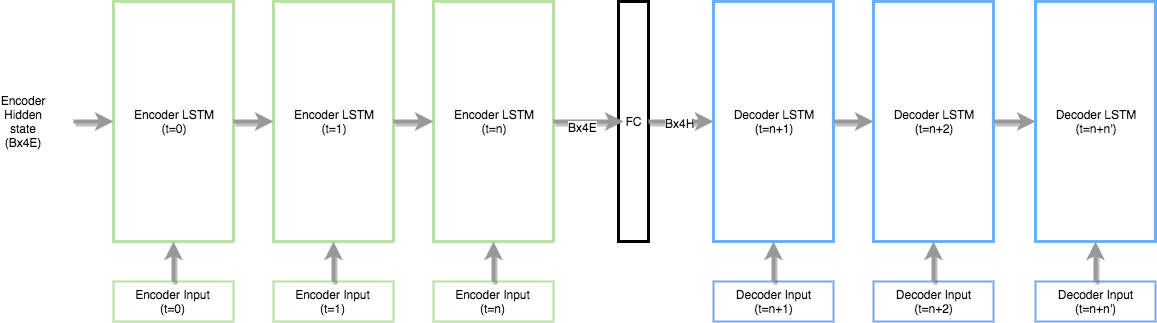 Encoder
Hidden
state
(Bx4E)
Encoder LSTM
(t=0)
Encoder LSTM
(t=1)
Encoder LSTM
(t=n)
Bx4E
FC
Bx4H
Decoder LSTM
(t=n+1)
Decoder LSTM
(t=n+2)
Decoder LSTM
(t=n+n')
Encoder Input
(t=0)
Encoder Input
(t=1)
Encoder Input
(t=n)
Decoder Input
(t=n+1)
Decoder Input
(t=n+2)
Decoder Input
(t=n+n')